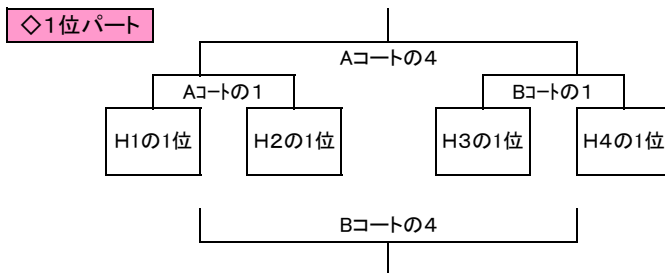 ◇1位パート
Aコートの4
Aコートの1
Bコートの1
H1の1位
H2の1位
H3の1位
H4の1位
Bコートの4